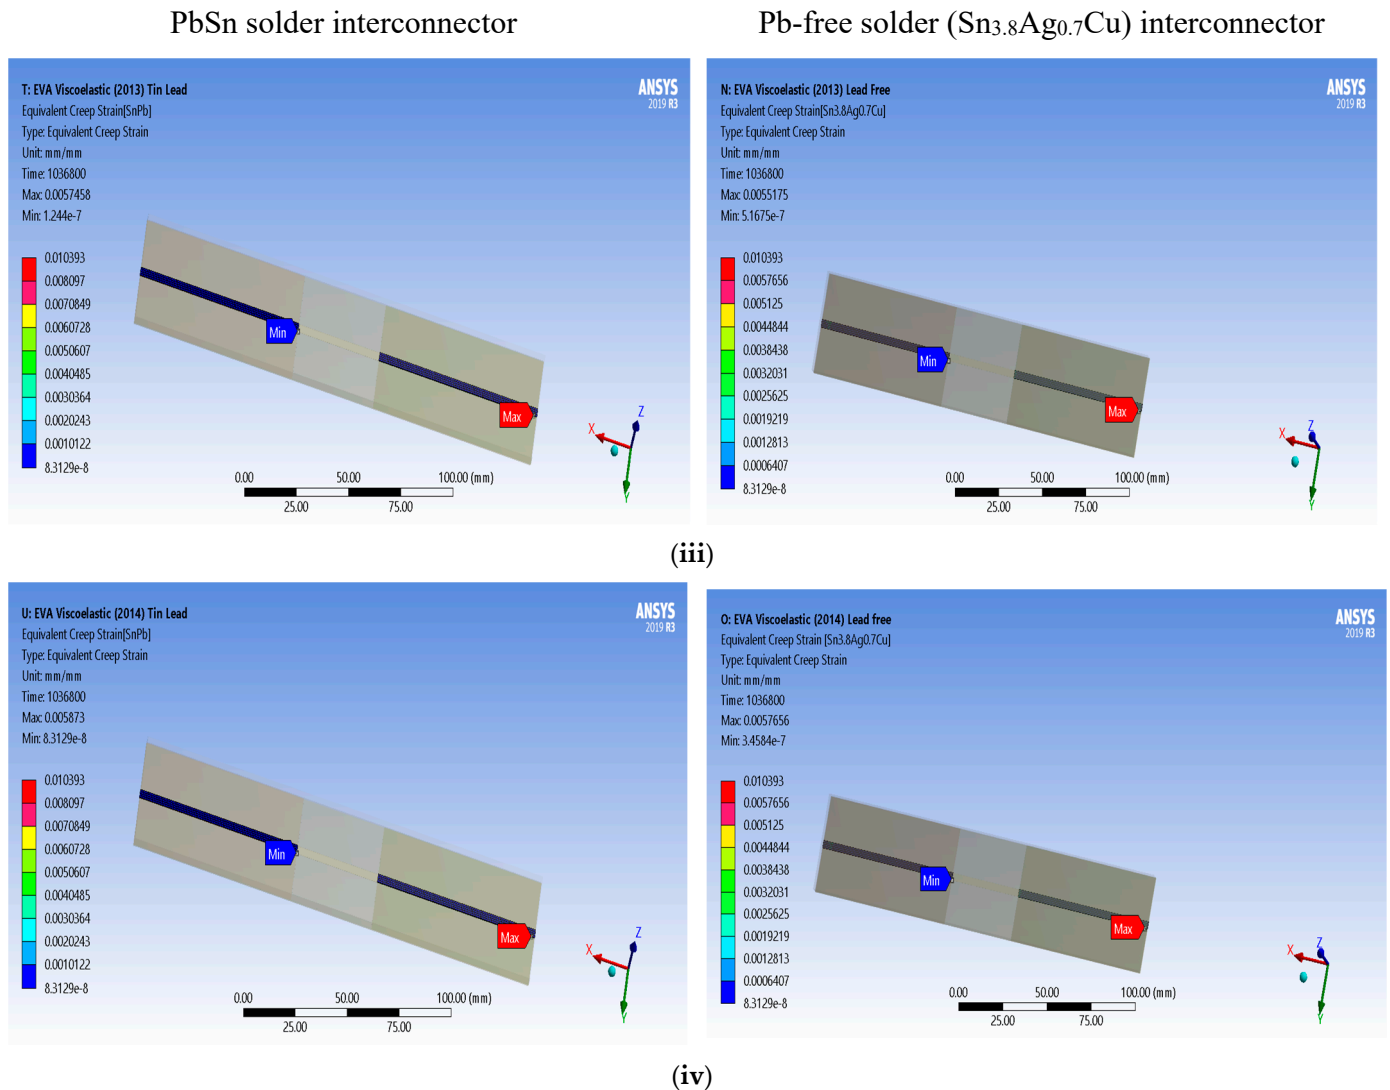 PbSn solder interconnector
Pb-free solder (Sn3.8Ag0.7Cu) interconnector
T: EVA Viscoelastic (2013) Tin Lead
Equivalent Creep Strain[SnPb]
Type: Equivalent Creep Strain
Unit: mm/mm
Time: 1036800
Max: 0.0057458
Min: 1.244e-7
ANSYS
2019 R3
0.010393
0.008097
0.0070849
0.0060728
0.0050607
0.0040485
0.0030364
0.0020243
0.0010122
8.3129e-8
Min
Max
X
Z
Y
0.00
50.00
100.00 (mm)
25.00
75.00
N: EVA Viscoelastic (2013) Lead Free
Equivalent Creep Strain[Sn3.8Ag0.7Cu]
Type: Equivalent Creep Strain
Unit: mm/mm
Time: 1036800
Max: 0.0055175
Min: 5.1675e-7
ANSYS
2019 R3
0.010393
0.0057656
0.005125
0.0044844
0.0038438
0.0032031
0.0025625
0.0019219
0.0012813
0.0006407
8.3129e-8
Min
Max
X
Z
Y
0.00
50.00
100.00 (mm)
25.00
75.00
(iii)
U: EVA Viscoelastic (2014) Tin Lead
Equivalent Creep Strain[SnPb]
Type: Equivalent Creep Strain
Unit: mm/mm
Time: 1036800
Max: 0.005873
Min: 8.3129e-8
ANSYS
2019 R3
0.010393
0.008097
0.0070849
0.0060728
0.0050607
0.0040485
0.0030364
0.0020243
0.0010122
8.3129e-8
Min
Max
X
Z
Y
0.00
50.00
100.00 (mm)
25.00
75.00
O: EVA Viscoelastic (2014) Lead free
Equivalent Creep Strain [Sn3.8Ag0.7Cu]
Type: Equivalent Creep Strain
Unit: mm/mm
Time: 1036800
Max: 0.0057656
Min: 3.4584e-7
ANSYS
2019 R3
0.010393
0.0057656
0.005125
0.0044844
0.0038438
0.0032031
0.0025625
0.0019219
0.0012813
0.0006407
8.3129e-8
Min
Max
X
Z
Y
0.00
50.00
100.00 (mm)
25.00
75.00
(iv)